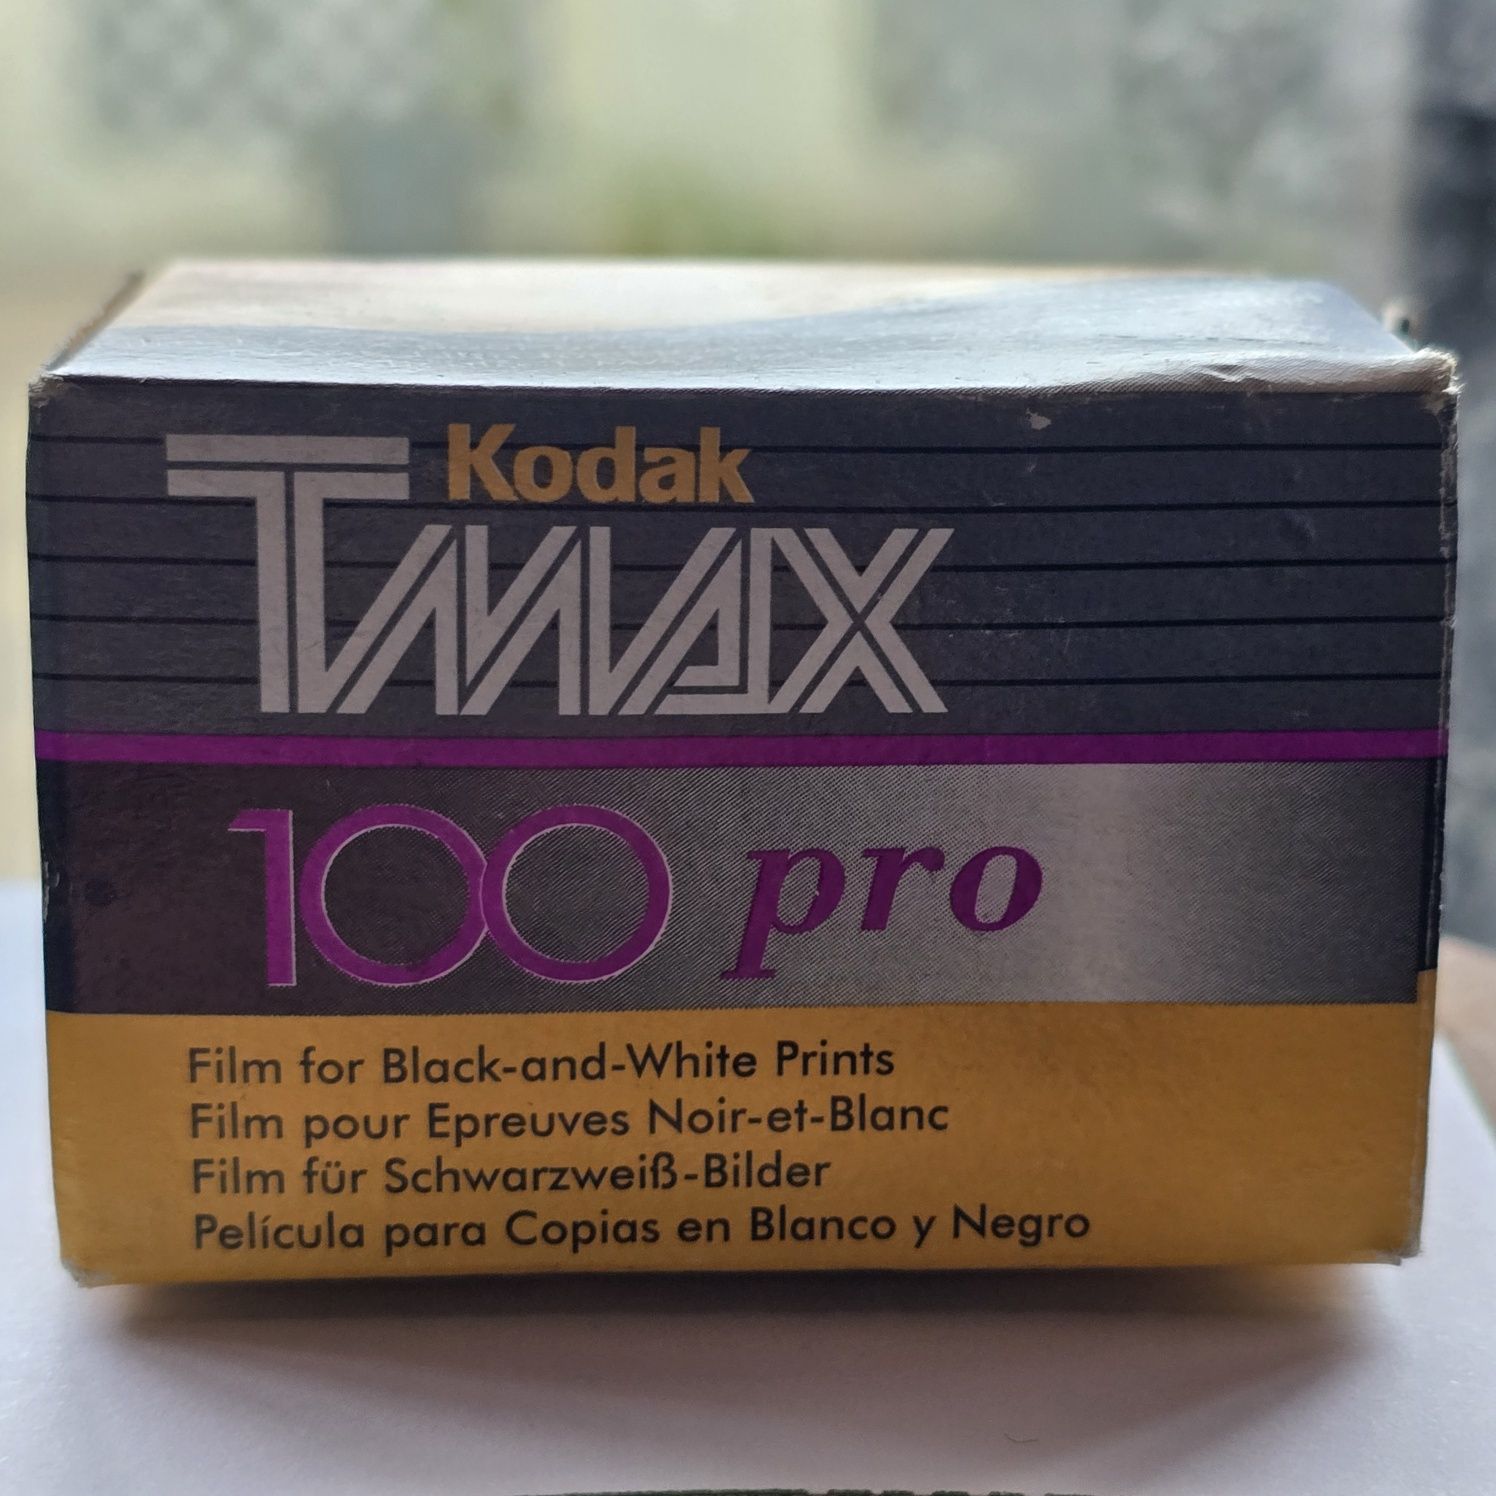 Kodak
TMAX
100 pro
Film for Black-and-White Prints
Film pour Epreuves Noir-et-Blanc
Film für Schwarzweiß-Bilder
Película para Copias en Blanco y Negro